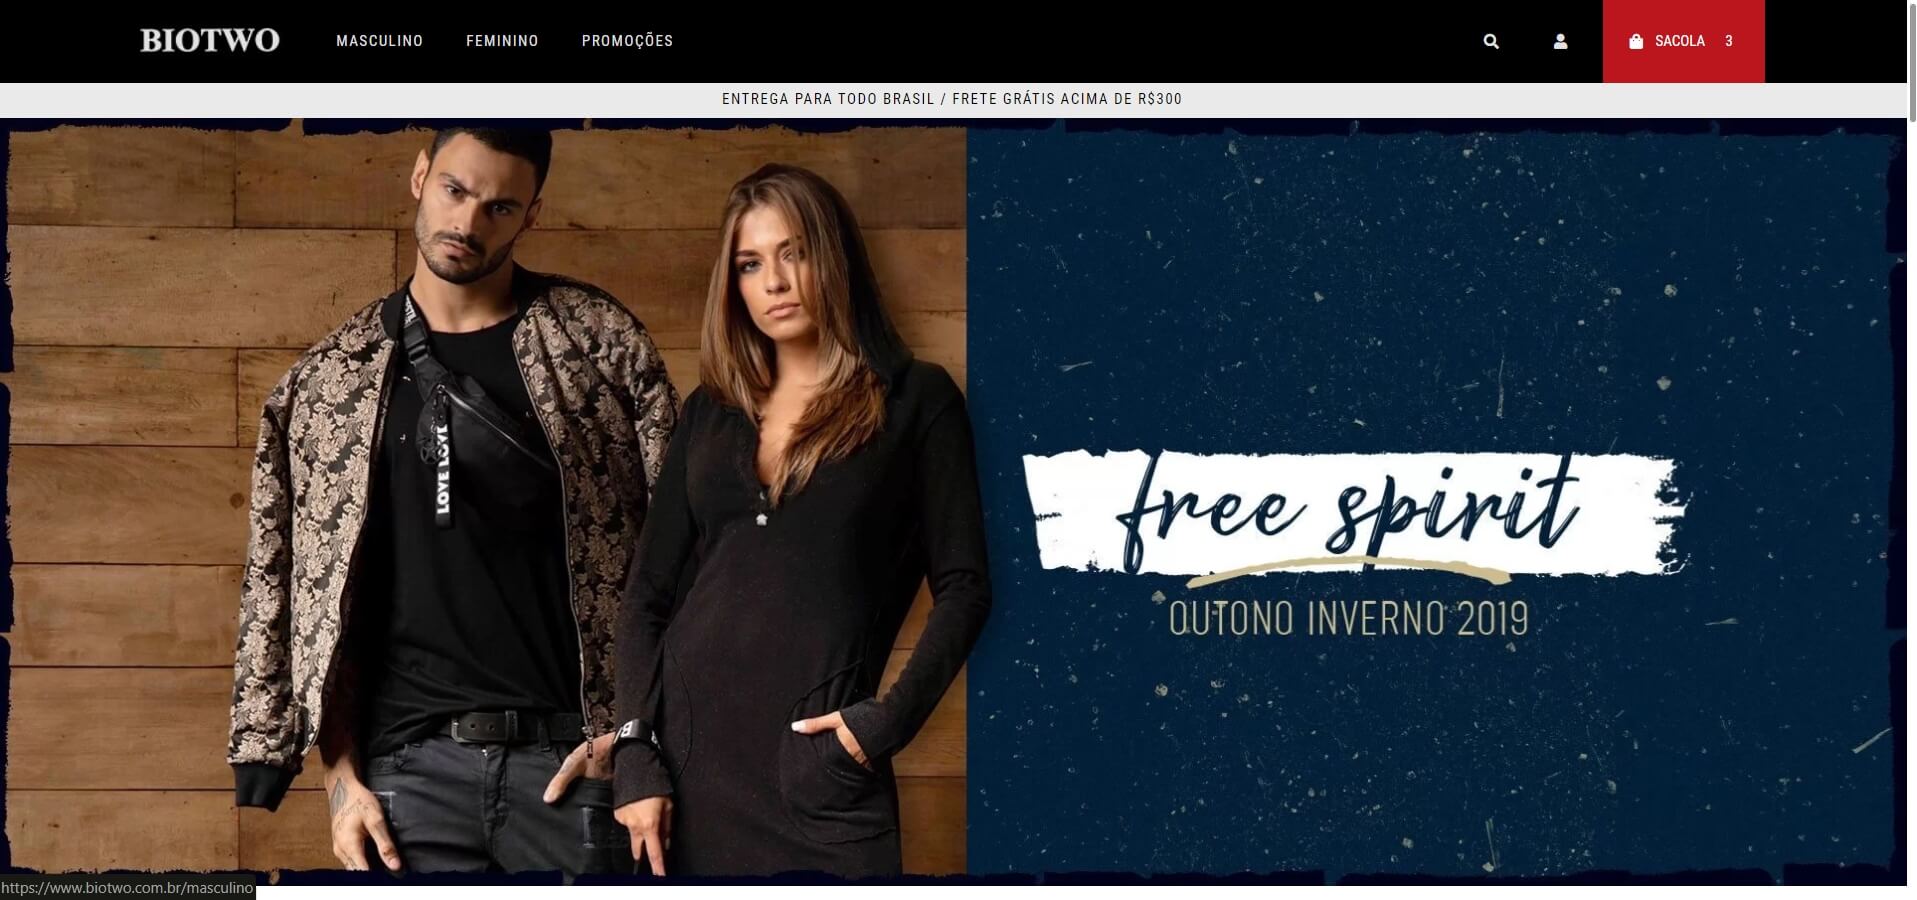 BIOTWO MASCULINO FEMININO PROMOÇÕES SACOLA 3
ENTREGA PARA TODO BRASIL / FRETE GRÁTIS ACIMA DE R$300
LOVE LOVE
free spirit
OUTONO INVERNO 2019
https://www.biotwo.com.br/masculino